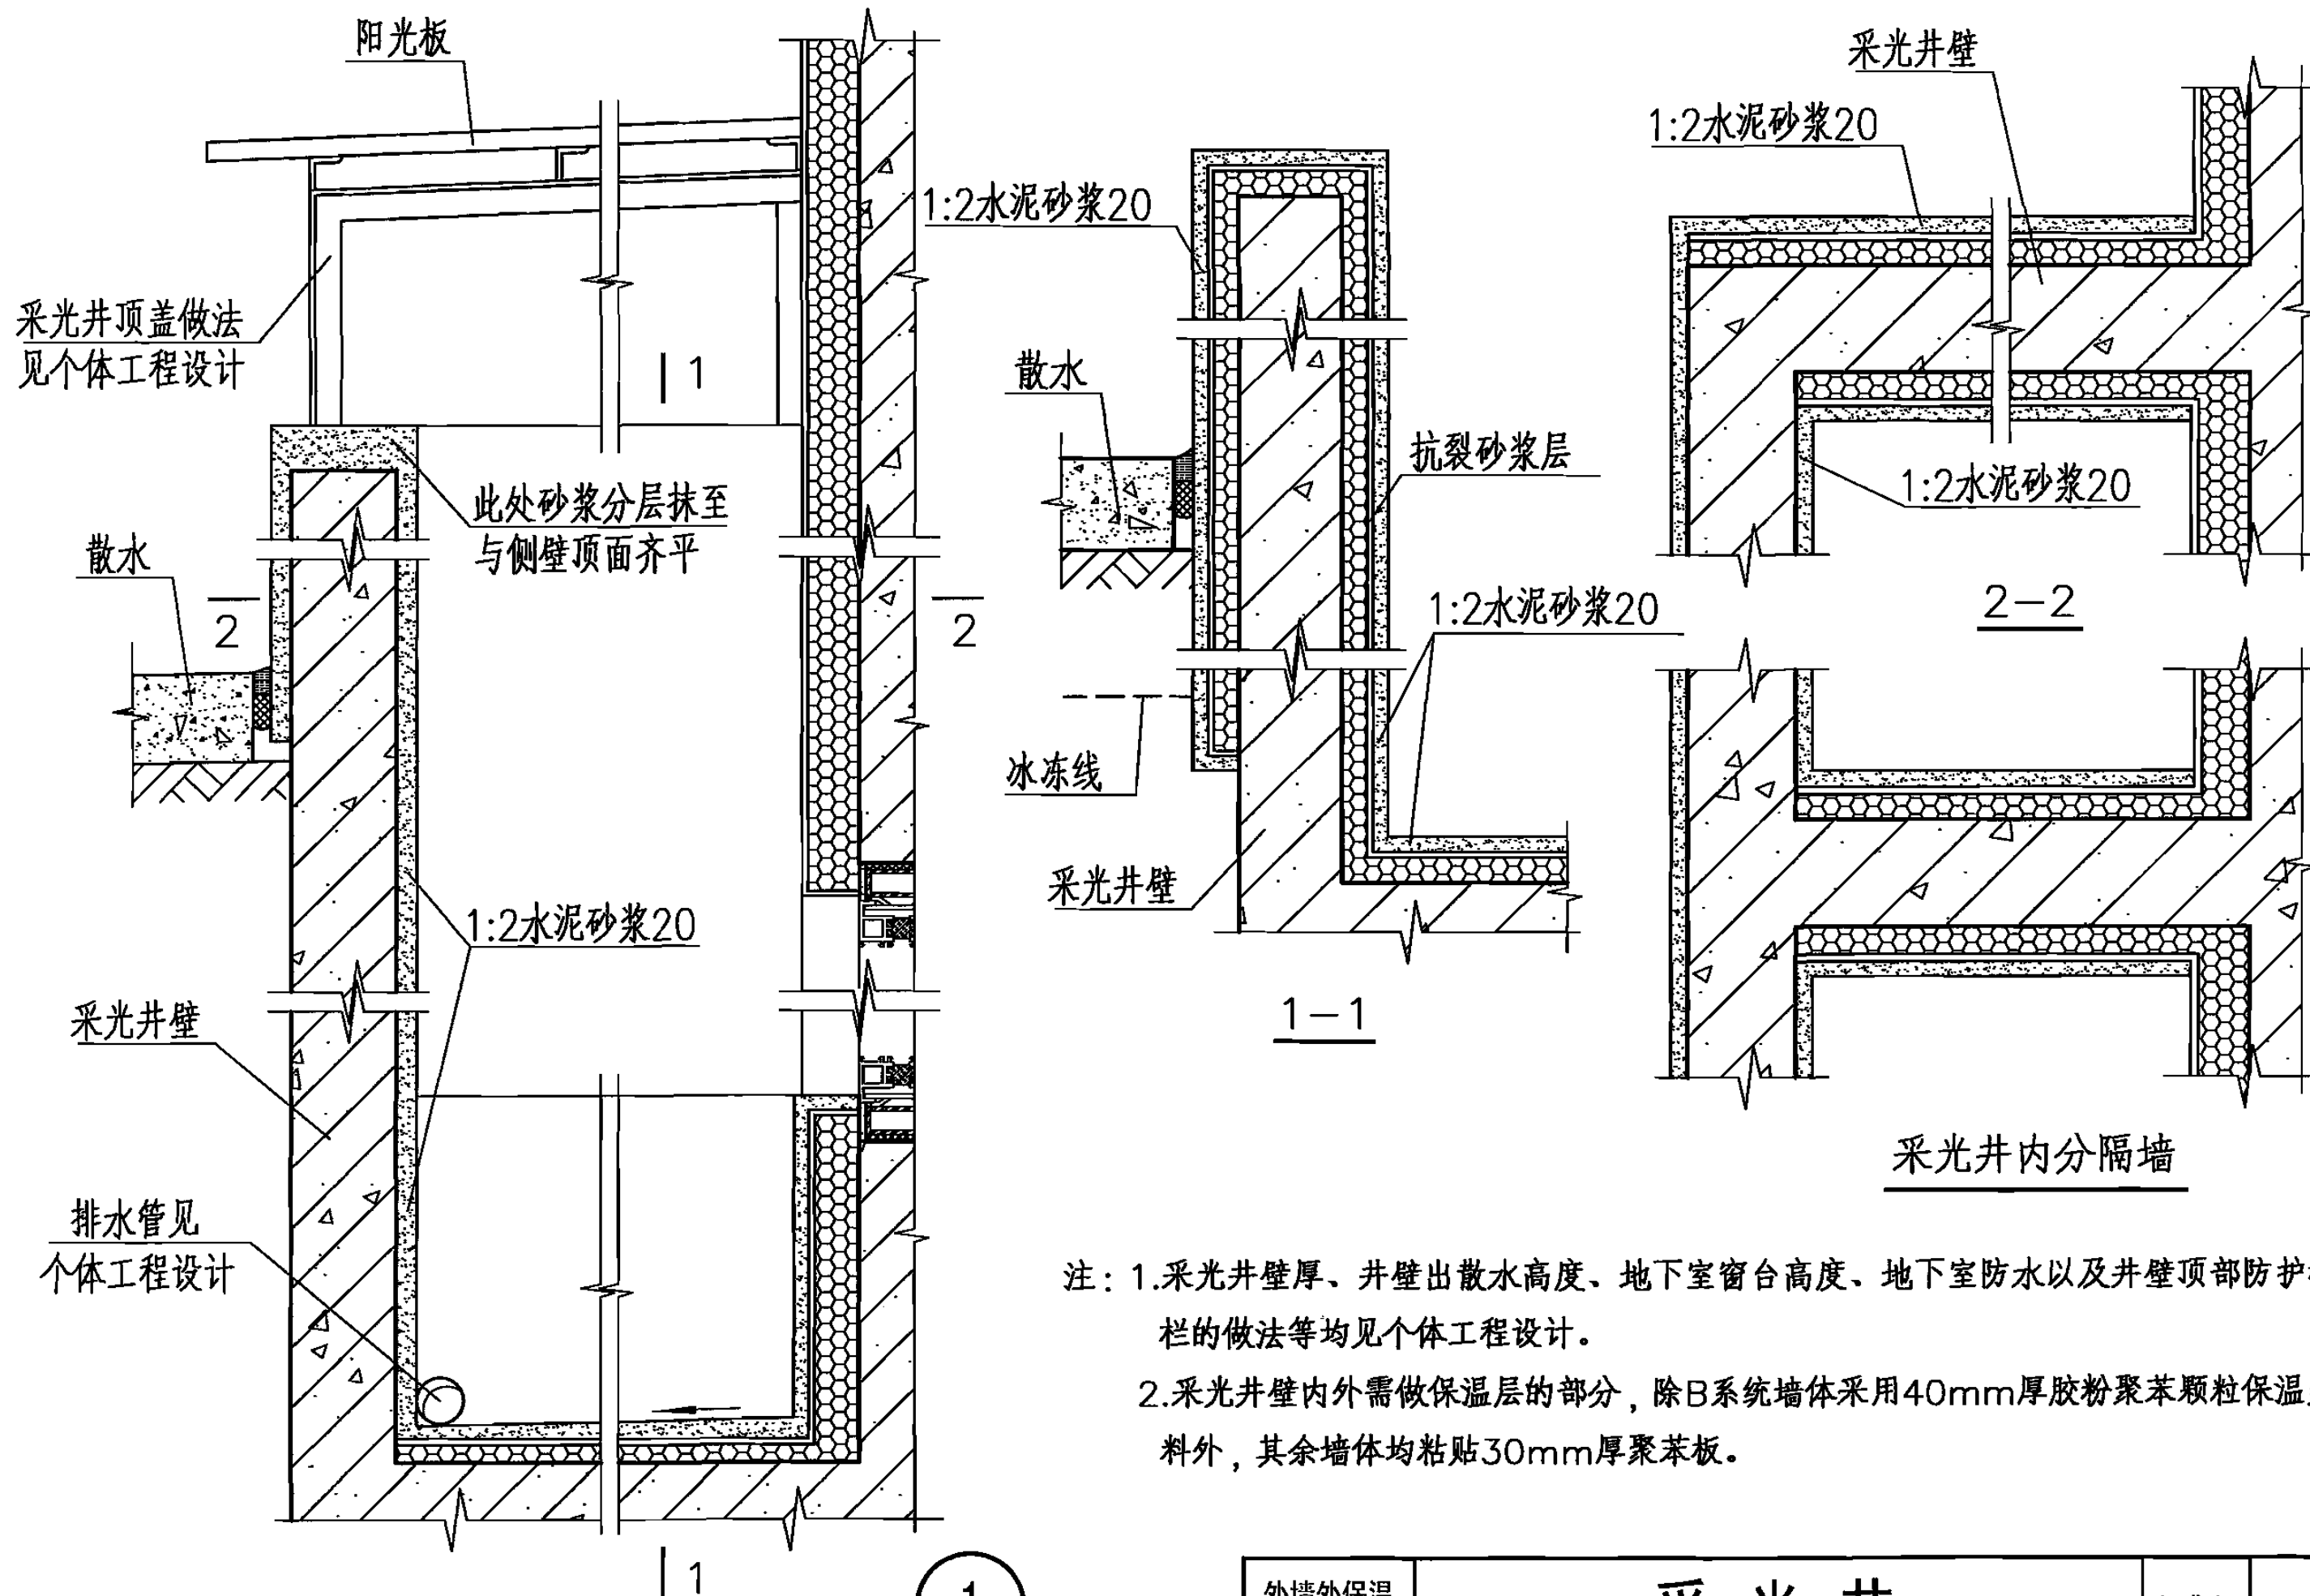 阳光板
采光井顶盖做法
见个体工程设计
1
此处砂浆分层抹至
与侧壁顶面齐平
散水
2
2
1:2水泥砂浆20
采光井壁
排水管见
个体工程设计
1
1
1:2水泥砂浆20
散水
抗裂砂浆层
1:2水泥砂浆20
冰冻线
采光井壁
1-1
采光井壁
1:2水泥砂浆20
1:2水泥砂浆20
2-2
采光井内分隔墙
注：1.采光井壁厚、井壁出散水高度、地下室窗台高度、地下室防水以及井壁顶部防护
栏的做法等均见个体工程设计。
2.采光井壁内外需做保温层的部分，除B系统墙体采用40mm厚胶粉聚苯颗粒保温
料外，其余墙体均粘贴30mm厚聚苯板。
外墙外保温
采光井